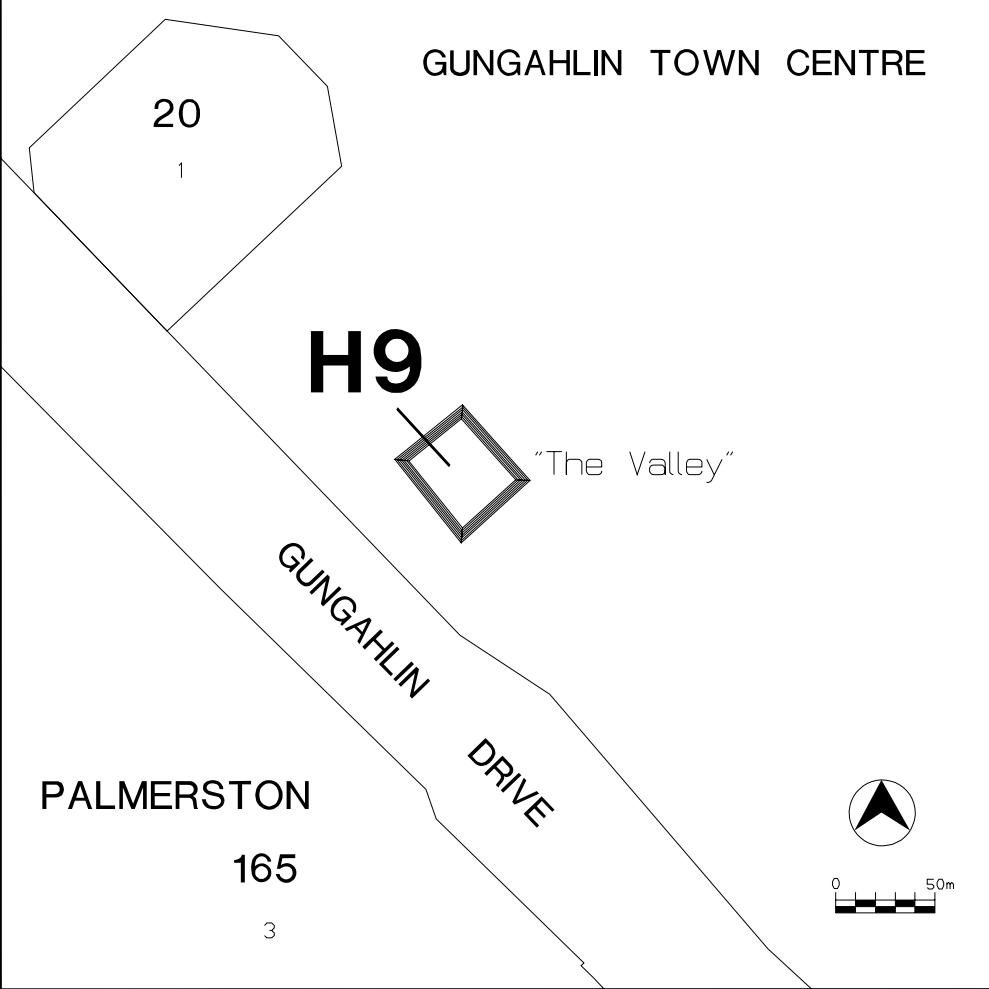 GUNGAHLIN TOWN CENTRE
20
1
H9
"The Valley"
GUNGAHLIN DRIVE
PALMERSTON
165
3
0 50m